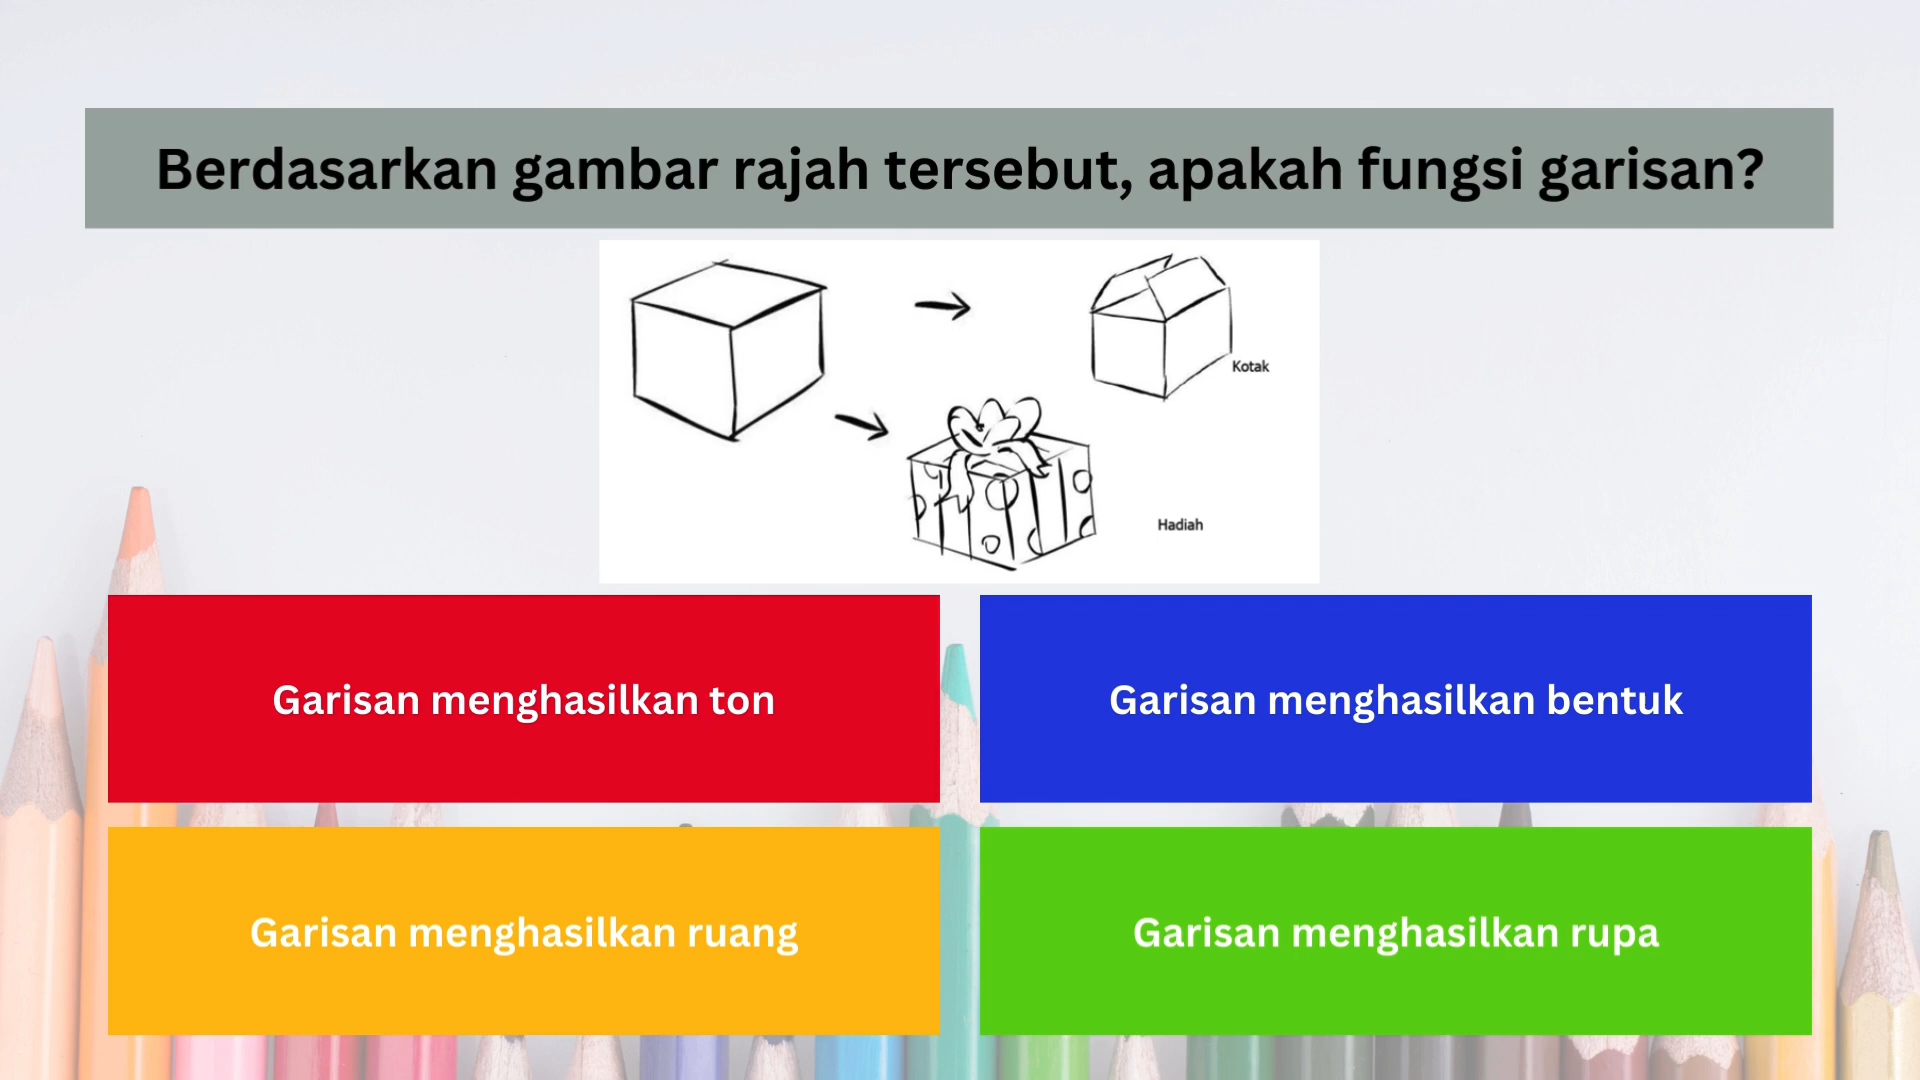 Berdasarkan gambar rajah tersebut, apakah fungsi garisan?
Kotak
Hadiah
Garisan menghasilkan ton
Garisan menghasilkan bentuk
Garisan menghasilkan ruang
Garisan menghasilkan rupa